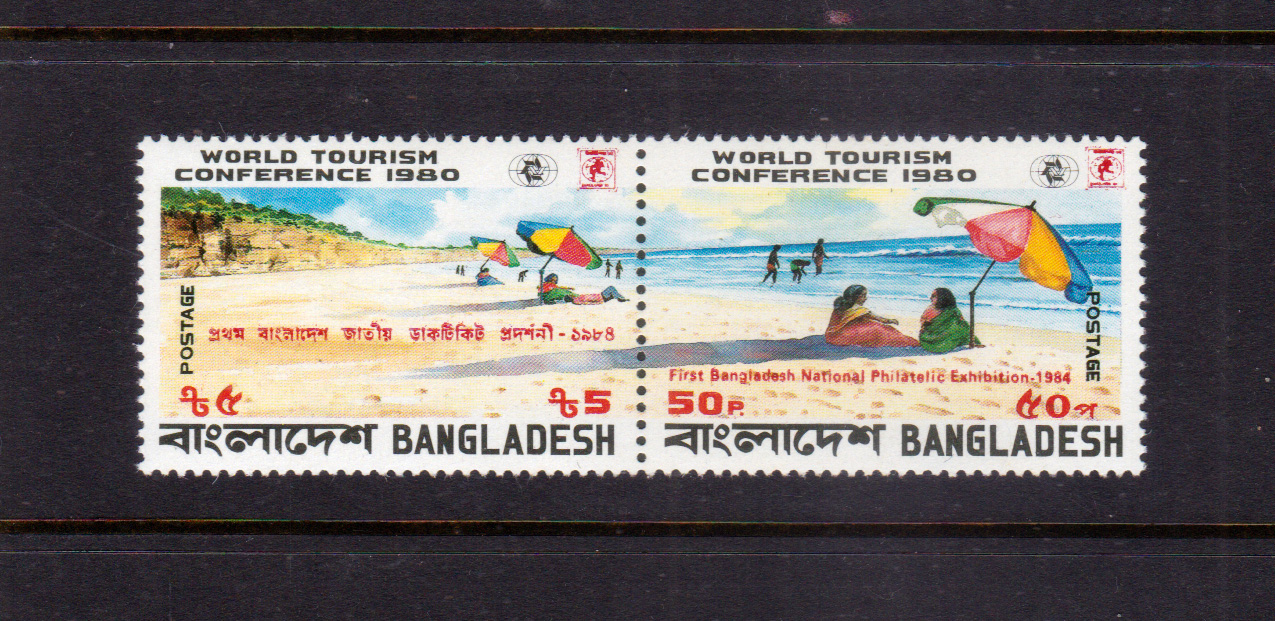 WORLD TOURISM
CONFERENCE 1980
POSTAGE
প্রথম বাংলাদেশ জাতীয় ডাকটিকিট প্রদর্শনী - ১৯৮৪
৳ ৫
৳ 5
বাংলাদেশ BANGLADESH
WORLD TOURISM
CONFERENCE 1980
POSTAGE
First Bangladesh National Philatelic Exhibition-1984
50P.
৫০প
বাংলাদেশ BANGLADESH